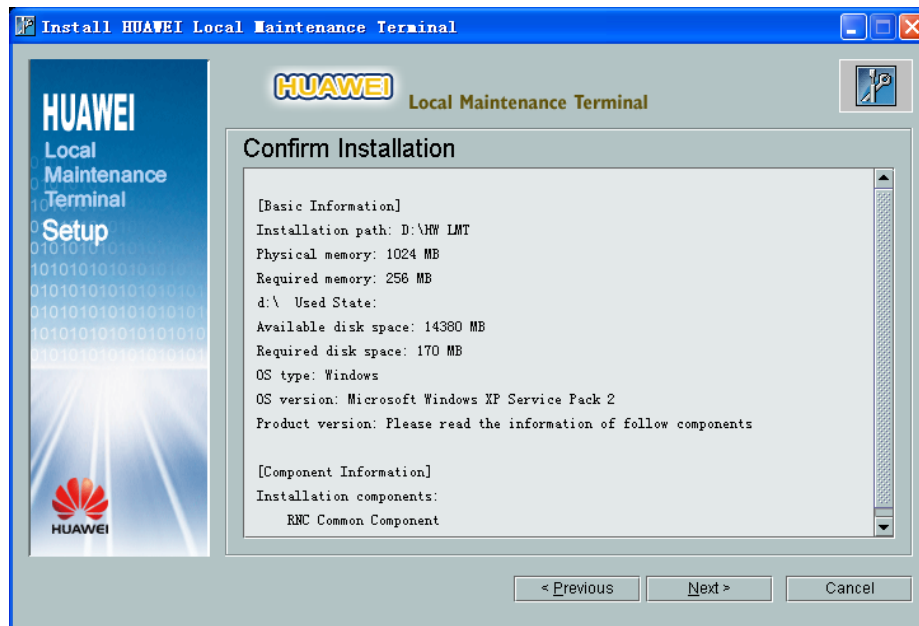 Install HUAWEI Local Maintenance Terminal
HUAWEI
Local
Maintenance
Terminal
Setup
HUAWEI
HUAWEI
Local Maintenance Terminal
Confirm Installation
[Basic Information]
Installation path: D:\HW LMT
Physical memory: 1024 MB
Required memory: 256 MB
d:\ Used State:
Available disk space: 14380 MB
Required disk space: 170 MB
OS type: Windows
OS version: Microsoft Windows XP Service Pack 2
Product version: Please read the information of follow components
[Component Information]
Installation components:
RNC Common Component
< Previous
Next >
Cancel